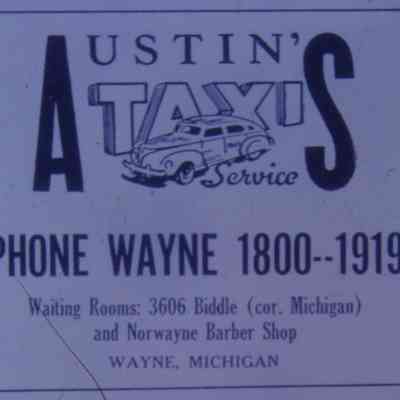 AUSTIN'S
TAXI
Service
PHONE WAYNE 1800--1919
Waiting Rooms: 3606 Biddle (cor. Michigan)
and Norwayne Barber Shop
WAYNE, MICHIGAN